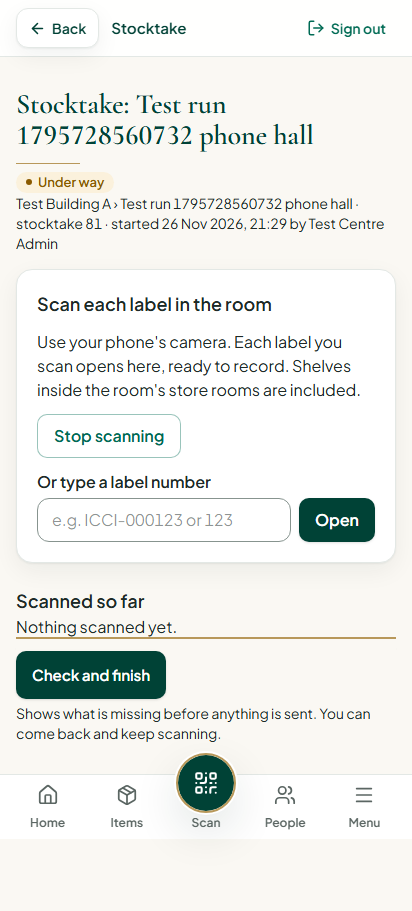 Back
Stocktake
Sign out
Stocktake: Test run
1795728560732 phone hall
Under way
Test Building A › Test run 1795728560732 phone hall ·
stocktake 81 · started 26 Nov 2026, 21:29 by Test Centre
Admin
Scan each label in the room
Use your phone's camera. Each label you
scan opens here, ready to record. Shelves
inside the room's store rooms are included.
Stop scanning
Or type a label number
e.g. ICCI-000123 or 123
Open
Scanned so far
Nothing scanned yet.
Check and finish
Shows what is missing before anything is sent. You can
come back and keep scanning.
Home
Items
Scan
People
Menu